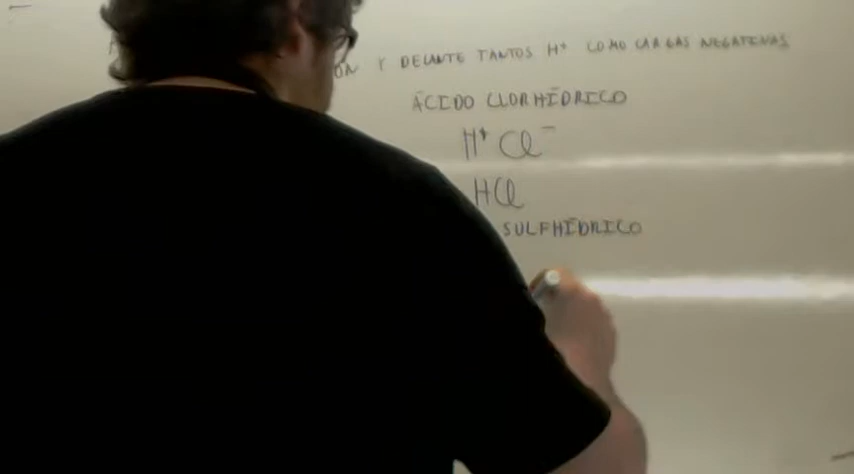 Y DELANTE TANTOS H⁺ COMO CARGAS NEGATIVAS
ÁCIDO CLORHÍDRICO
H⁺ Cl⁻
HCl
SULFHÍDRICO